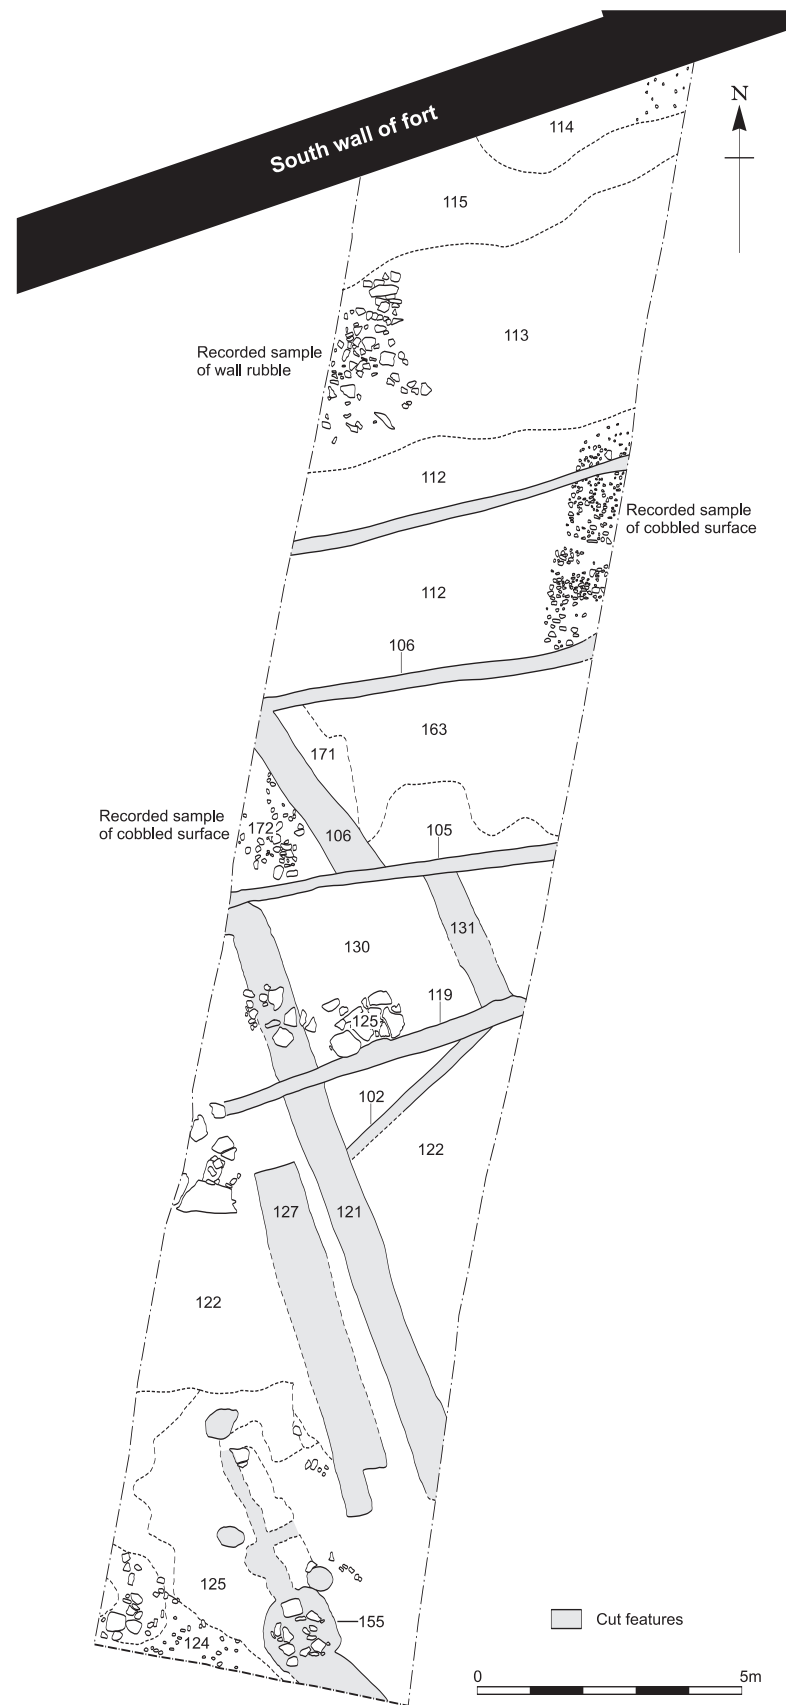 South wall of fort
N
114
115
113
Recorded sample
of wall rubble
112
Recorded sample
of cobbled surface
112
106
163
171
Recorded sample
of cobbled surface
172
106
105
131
130
119
125
102
122
127
121
122
125
155
124
Cut features
0
5m